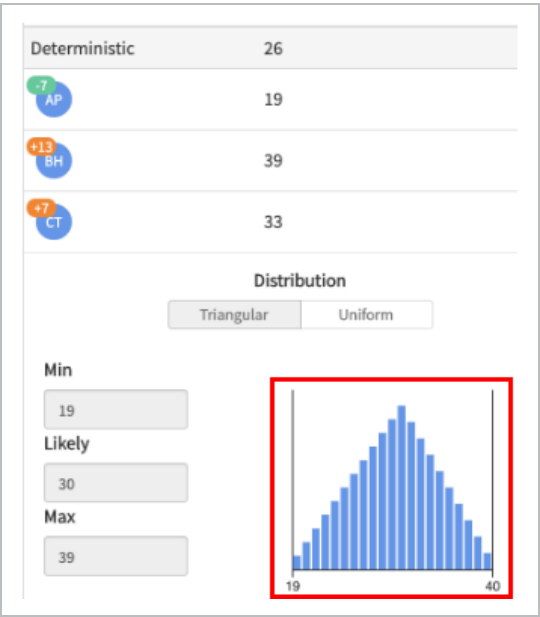 Deterministic 26
-7
AP 19
+13
BH 39
+7
CT 33
Distribution
Triangular Uniform
Min
19
Likely
30
Max
39
19 40